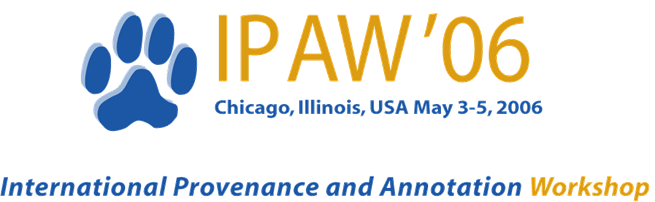 IPAW ’06
Chicago, Illinois, USA May 3-5, 2006
International Provenance and Annotation Workshop